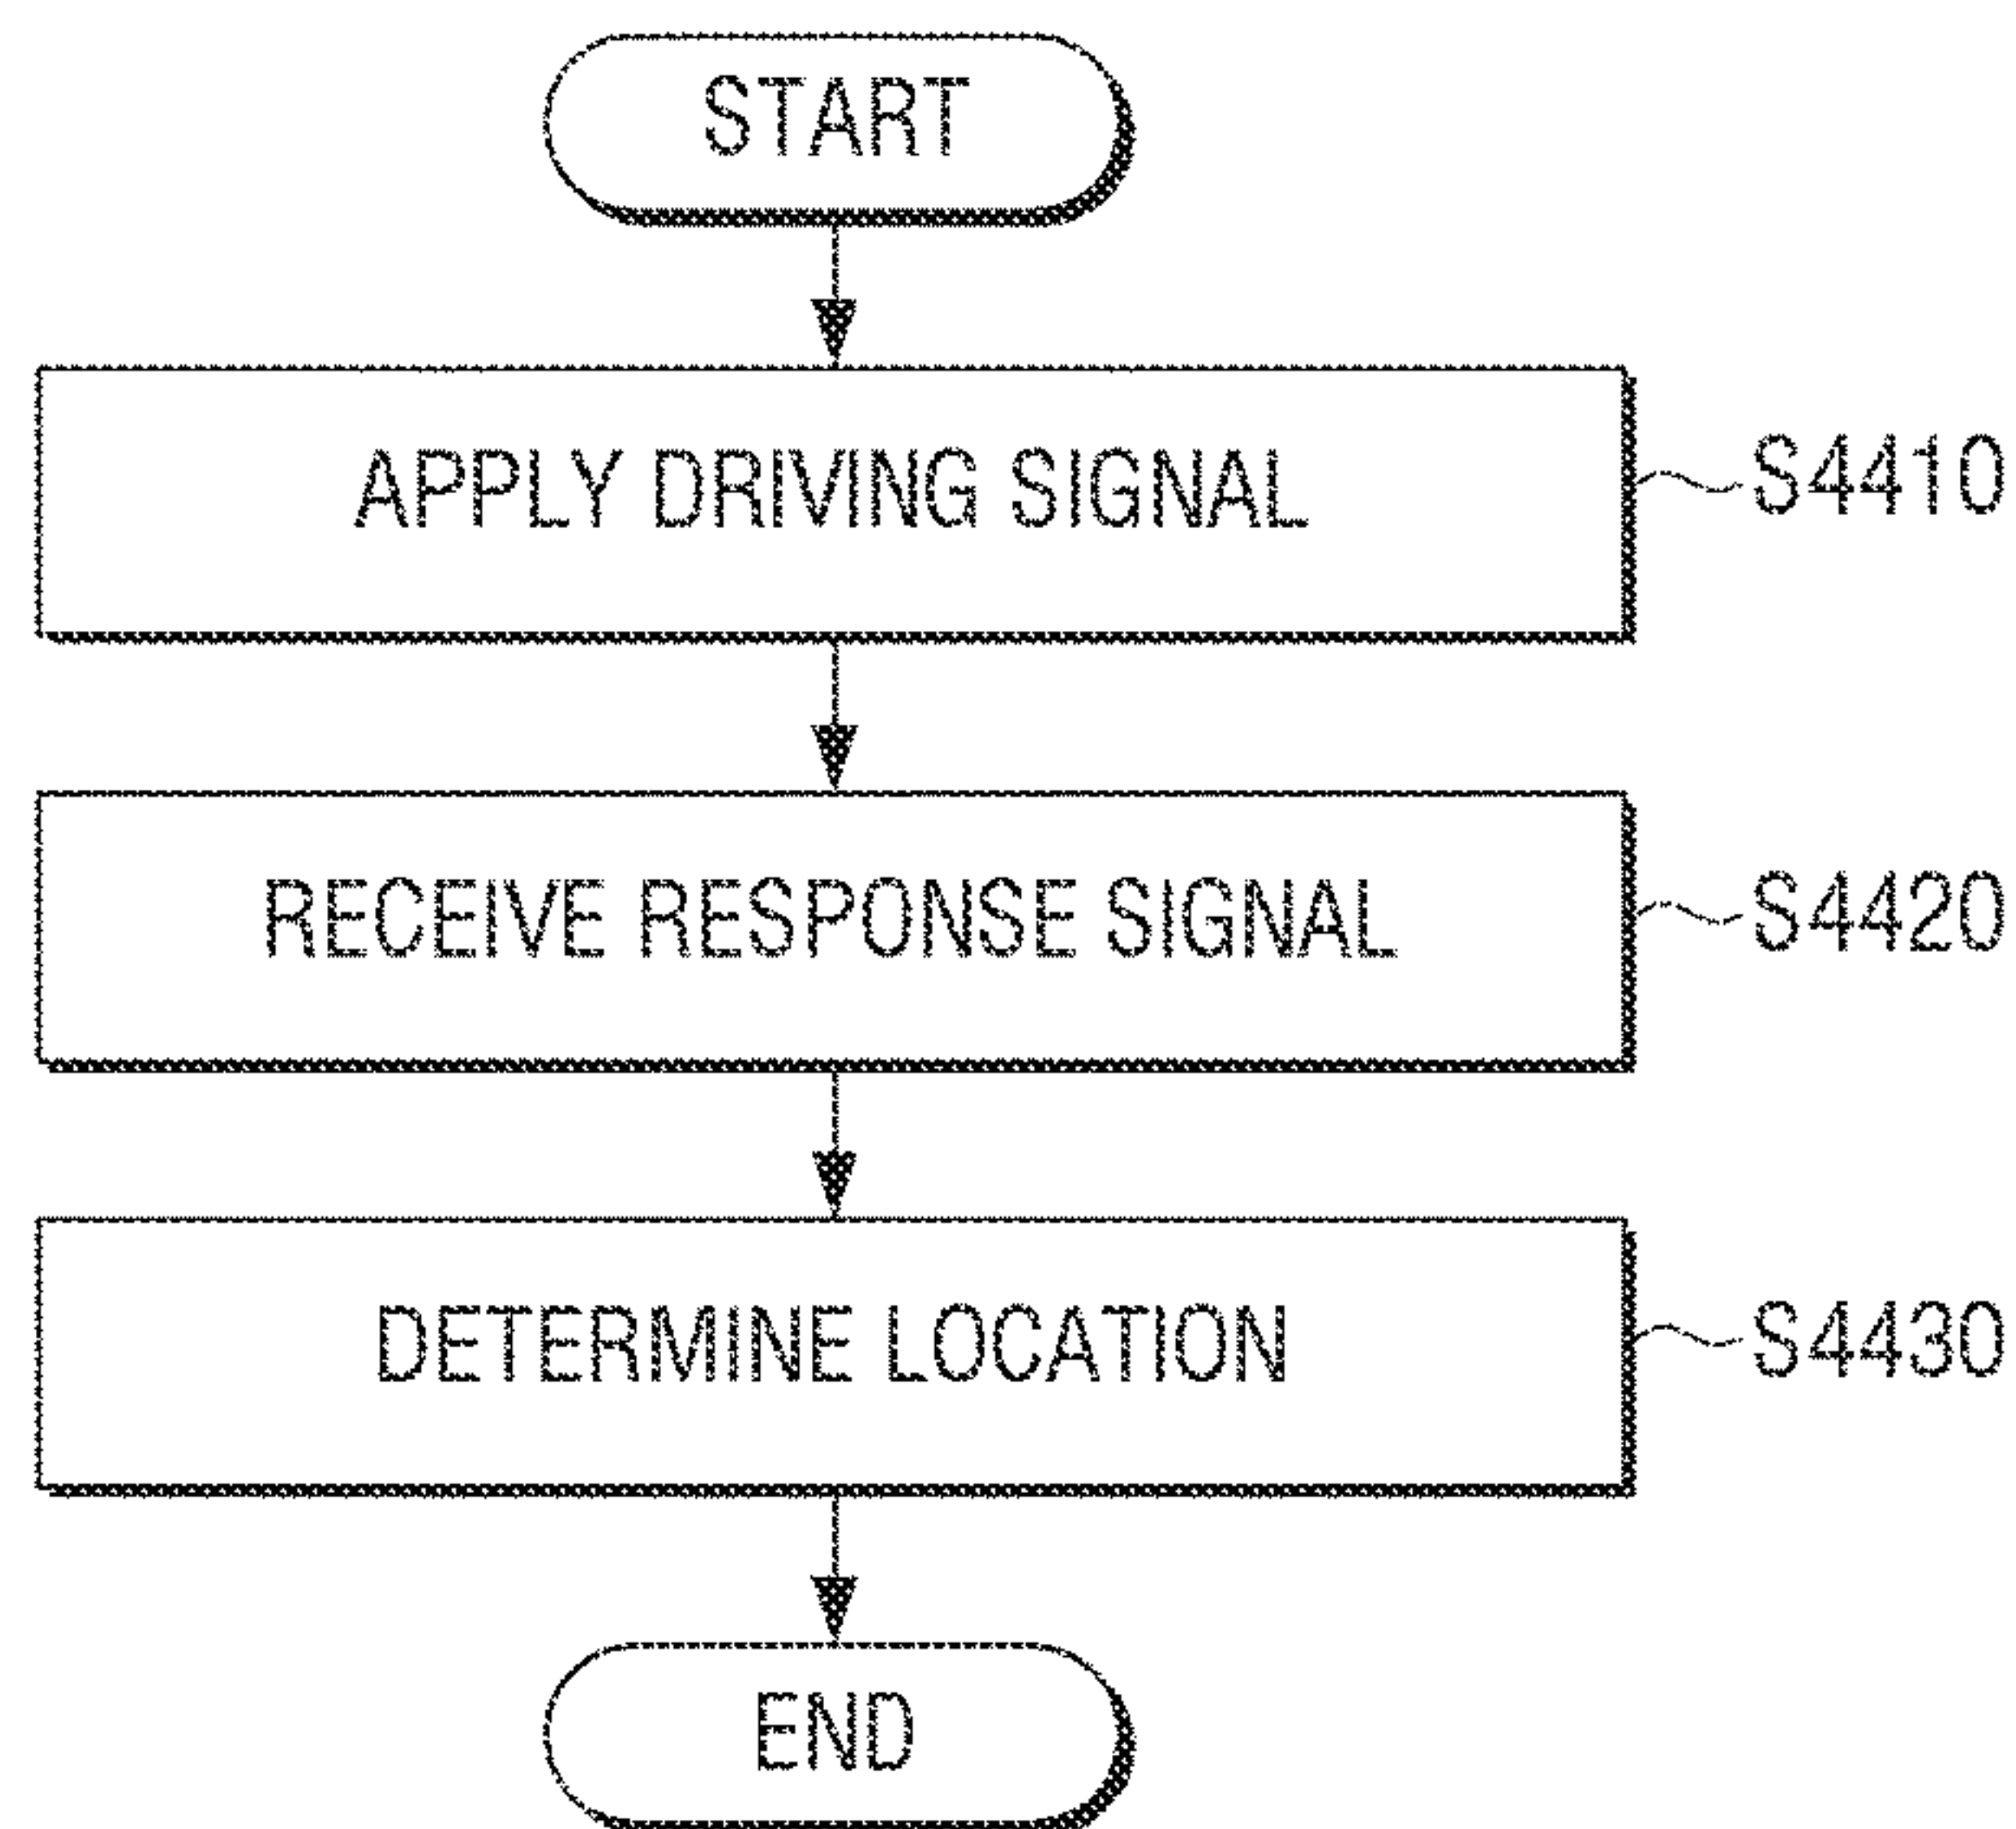 START
APPLY DRIVING SIGNAL
S4410
RECEIVE RESPONSE SIGNAL
S4420
DETERMINE LOCATION
S4430
END